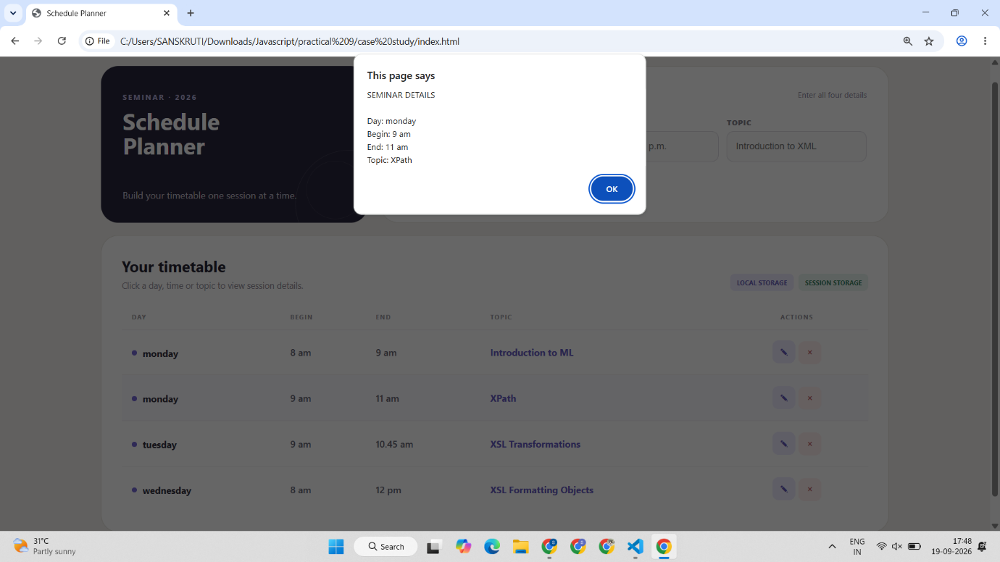 Schedule Planner
File
C:/Users/SANSKRUTI/Downloads/Javascript/practical%209/case%20study/index.html
This page says
SEMINAR DETAILS
Day: monday
Begin: 9 am
End: 11 am
Topic: XPath
OK
SEMINAR · 2026
Schedule
Planner
Build your timetable one session at a time.
Enter all four details
TOPIC
p.m.
Introduction to XML
Your timetable
Click a day, time or topic to view session details.
LOCAL STORAGE SESSION STORAGE
DAY BEGIN END TOPIC ACTIONS
monday 8 am 9 am Introduction to ML
monday 9 am 11 am XPath
tuesday 9 am 10.45 am XSL Transformations
wednesday 8 am 12 pm XSL Formatting Objects
31°C
Partly sunny
Search
ENG
IN
17:48
19-09-2026